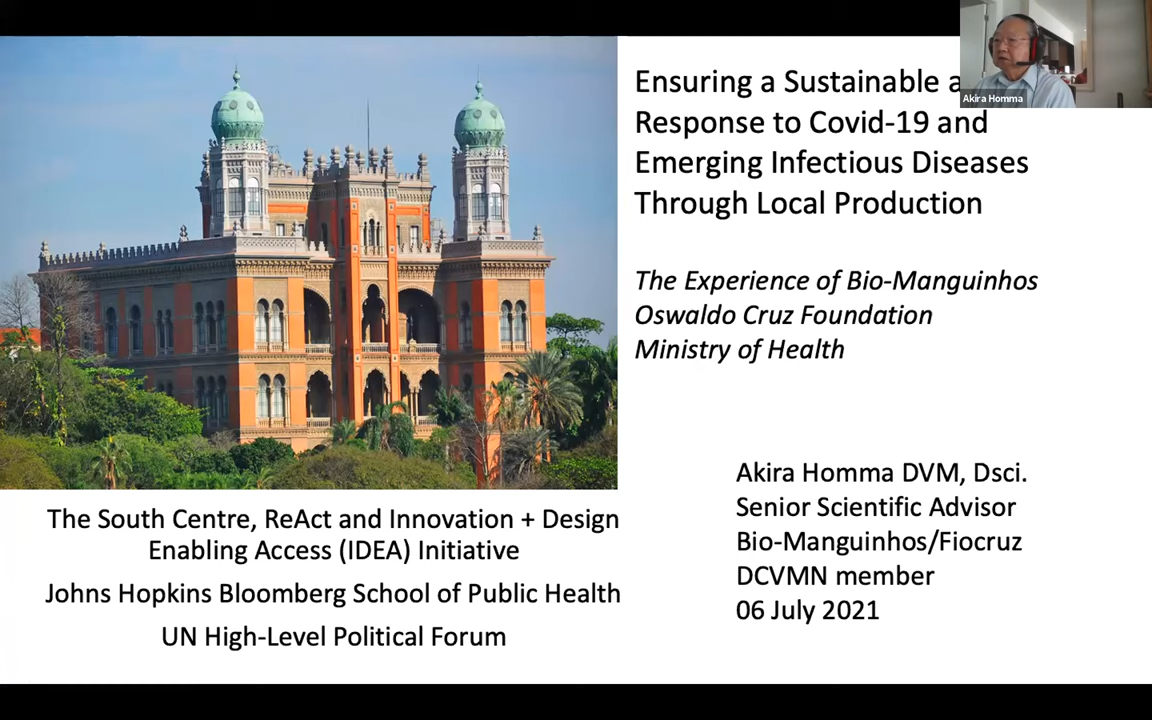 Ensuring a Sustainable
Response to Covid-19 and
Emerging Infectious Diseases
Through Local Production
Akira Homma
The Experience of Bio-Manguinhos
Oswaldo Cruz Foundation
Ministry of Health
Akira Homma DVM, Dsci.
Senior Scientific Advisor
Bio-Manguinhos/Fiocruz
DCVMN member
06 July 2021
The South Centre, ReAct and Innovation + Design
Enabling Access (IDEA) Initiative
Johns Hopkins Bloomberg School of Public Health
UN High-Level Political Forum